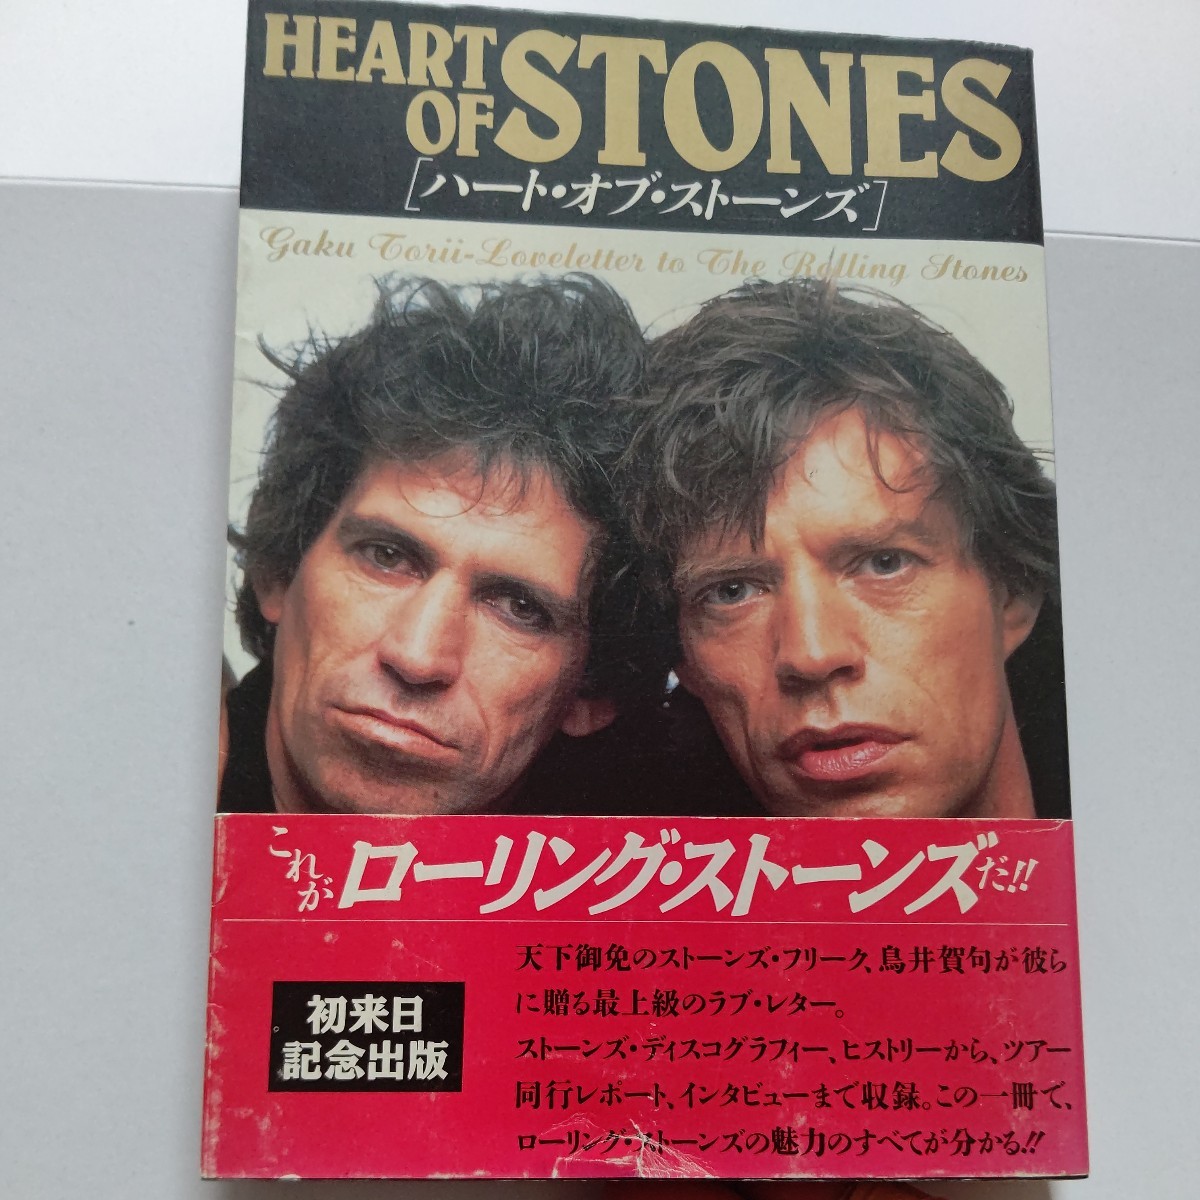 HEART
OF STONES
[ハート・オブ・ストーンズ]
Gaku Torii-Loveletter to The Rolling Stones
これがローリング・ストーンズだ!!
初来日
記念出版
天下御免のストーンズ・フリーク、鳥井賀句が彼ら
に贈る最上級のラブ・レター。
ストーンズ・ディスコグラフィー、ヒストリーから、ツアー
同行レポート、インタビューまで収録。この一冊で、
ローリング・ストーンズの魅力のすべてが分かる!!